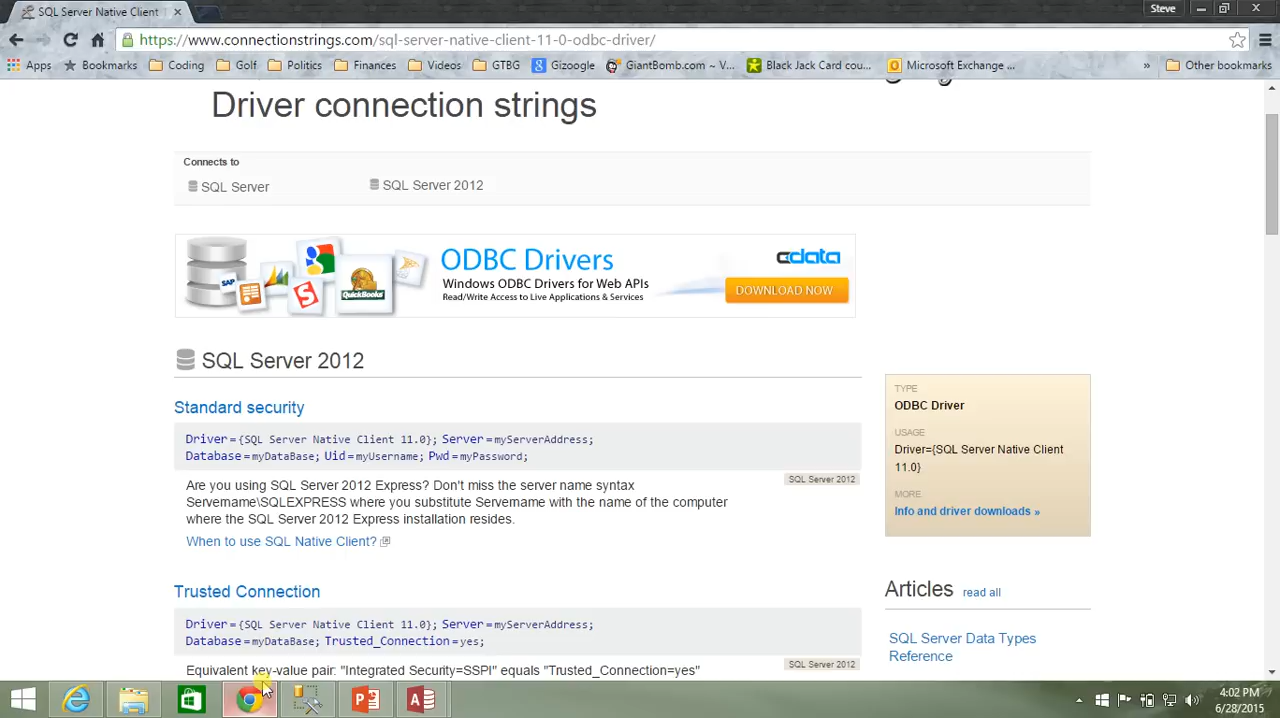 SQL Server Native Client
Steve
https://www.connectionstrings.com/sql-server-native-client-11-0-odbc-driver/
Apps
Bookmarks
Coding
Golf
Politics
Finances
Videos
GTBG
Gizoogle
GiantBomb.com ~ V...
Black Jack Card cou...
Microsoft Exchange ...
»
Other bookmarks
Driver connection strings
Connects to
SQL Server
SQL Server 2012
SAP
QuickBooks
ODBC Drivers
Windows ODBC Drivers for Web APIs
Read/Write Access to Live Applications & Services
cdata
DOWNLOAD NOW
SQL Server 2012
Standard security
Driver={SQL Server Native Client 11.0}; Server=myServerAddress;
Database=myDataBase; Uid=myUsername; Pwd=myPassword;
SQL Server 2012
Are you using SQL Server 2012 Express? Don't miss the server name syntax
Servername\SQLEXPRESS where you substitute Servername with the name of the computer
where the SQL Server 2012 Express installation resides.
When to use SQL Native Client?
Trusted Connection
Driver={SQL Server Native Client 11.0}; Server=myServerAddress;
Database=myDataBase; Trusted_Connection=yes;
SQL Server 2012
Equivalent key-value pair: "Integrated Security=SSPI" equals "Trusted_Connection=yes"
TYPE
ODBC Driver
USAGE
Driver={SQL Server Native Client
11.0}
MORE
Info and driver downloads »
Articles read all
SQL Server Data Types
Reference
4:02 PM
6/28/2015